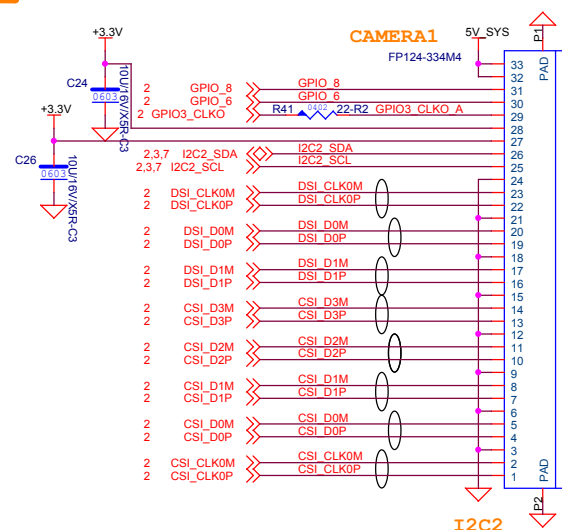 +3.3V
CAMERA1
5V_SYS
P1
FP124-334M4
PAD
33
32
C24
0603
10U/16V/X5R-C3
2 GPIO_8 GPIO_8 31
2 GPIO_6 GPIO_6 30
2 GPIO3_CLKO R41 0402 22-R2 GPIO3_CLKO_A 29
+3.3V
28
27
C26
0603
10U/16V/X5R-C3
2,3,7 I2C2_SDA I2C2_SDA 26
2,3,7 I2C2_SCL I2C2_SCL 25
24
2 DSI_CLK0M DSI_CLK0M 23
2 DSI_CLK0P DSI_CLK0P 22
21
2 DSI_D0M DSI_D0M 20
2 DSI_D0P DSI_D0P 19
18
2 DSI_D1M DSI_D1M 17
2 DSI_D1P DSI_D1P 16
15
2 CSI_D3M CSI_D3M 14
2 CSI_D3P CSI_D3P 13
12
2 CSI_D2M CSI_D2M 11
2 CSI_D2P CSI_D2P 10
9
2 CSI_D1M CSI_D1M 8
2 CSI_D1P CSI_D1P 7
6
2 CSI_D0M CSI_D0M 5
2 CSI_D0P CSI_D0P 4
3
2 CSI_CLK0M CSI_CLK0M 2
2 CSI_CLK0P CSI_CLK0P 1
PAD
P2
I2C2